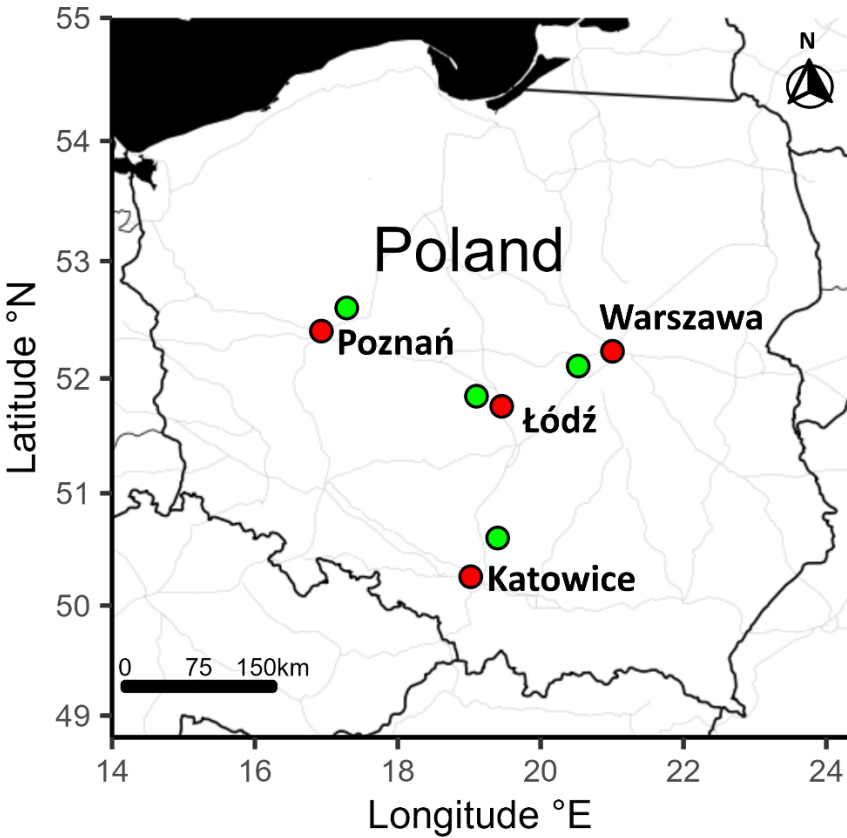 55
N
54
Poland
53
Warszawa
Poznań
52
Łódź
51
Katowice
50
0 75 150km
49
14 16 18 20 22 24
Latitude °N
Longitude °E